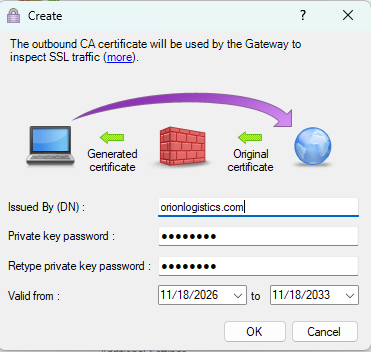 Create
?
The outbound CA certificate will be used by the Gateway to
inspect SSL traffic (more).
Generated
certificate
Original
certificate
Issued By (DN) :
orionlogistics.com
Private key password :
●●●●●●●●
Retype private key password :
●●●●●●●●
Valid from :
11/18/2026
to
11/18/2033
OK
Cancel